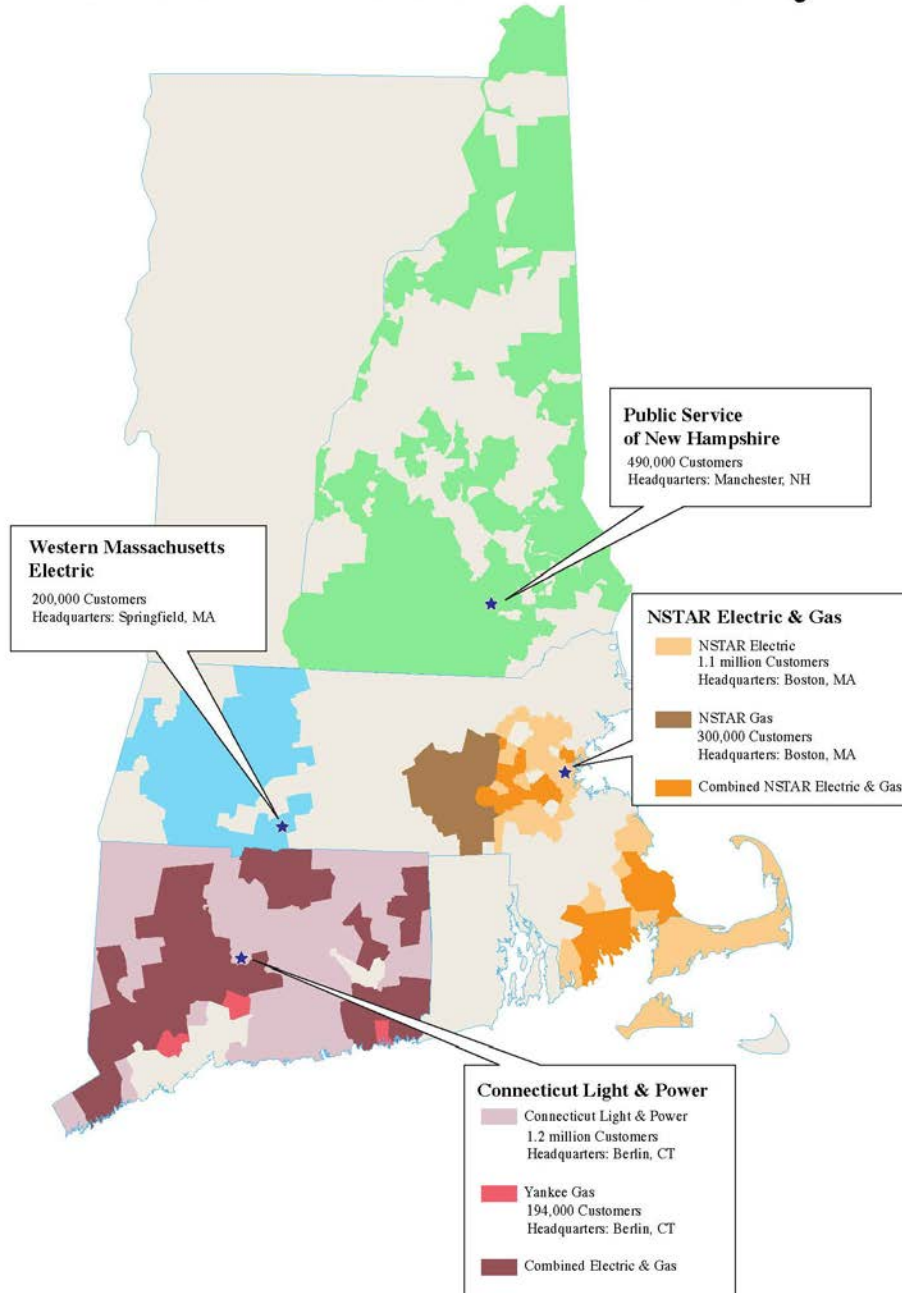 Public Service
of New Hampshire
490,000 Customers
Headquarters: Manchester, NH
Western Massachusetts
Electric
200,000 Customers
Headquarters: Springfield, MA
NSTAR Electric & Gas
NSTAR Electric
1.1 million Customers
Headquarters: Boston, MA
NSTAR Gas
300,000 Customers
Headquarters: Boston, MA
Combined NSTAR Electric & Gas
Connecticut Light & Power
Connecticut Light & Power
1.2 million Customers
Headquarters: Berlin, CT
Yankee Gas
194,000 Customers
Headquarters: Berlin, CT
Combined Electric & Gas